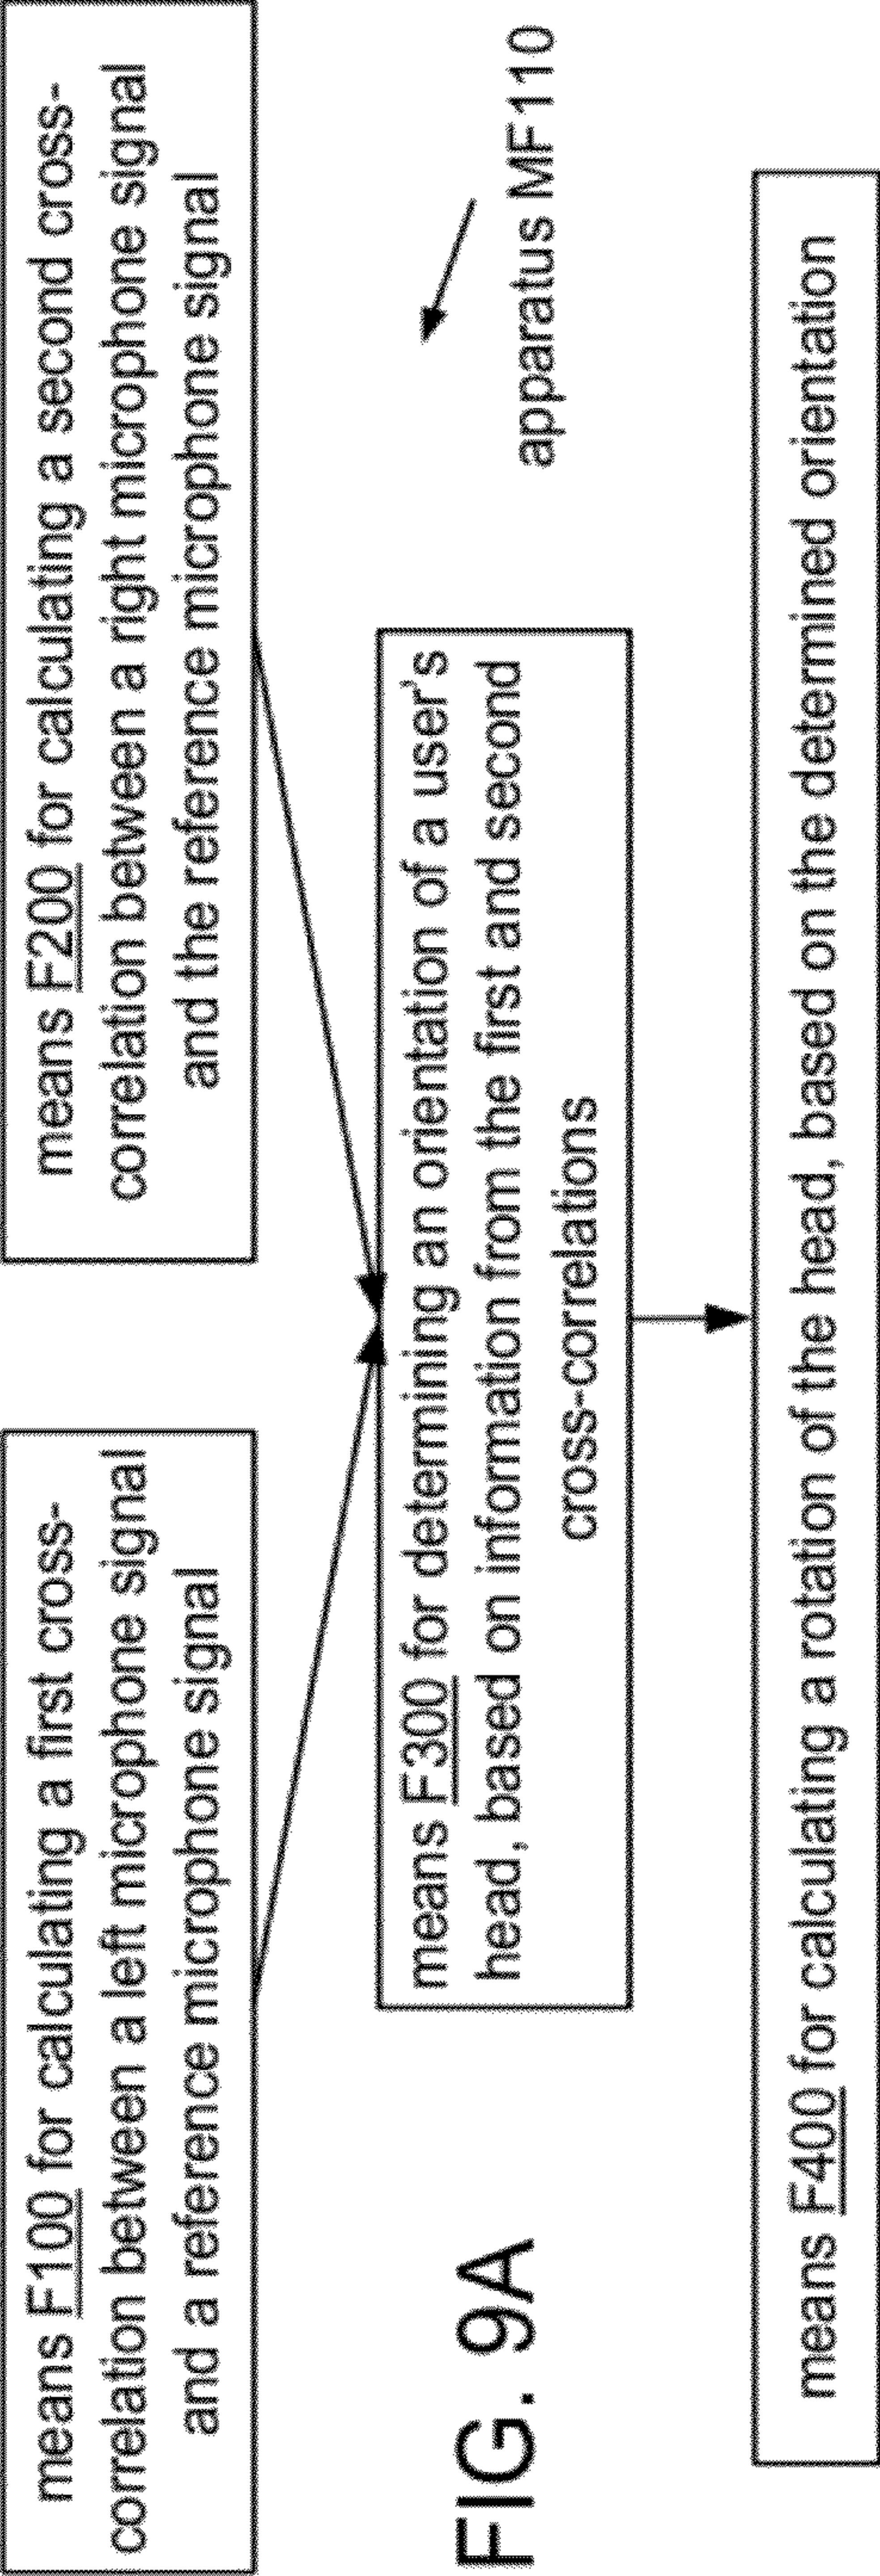 means F100 for calculating a first cross-
correlation between a left microphone signal
and a reference microphone signal
means F200 for calculating a second cross-
correlation between a right microphone signal
and the reference microphone signal
means F300 for determining an orientation of a user's
head, based on information from the first and second
cross-correlations
apparatus MF110
FIG. 9A
means F400 for calculating a rotation of the head, based on the determined orientation